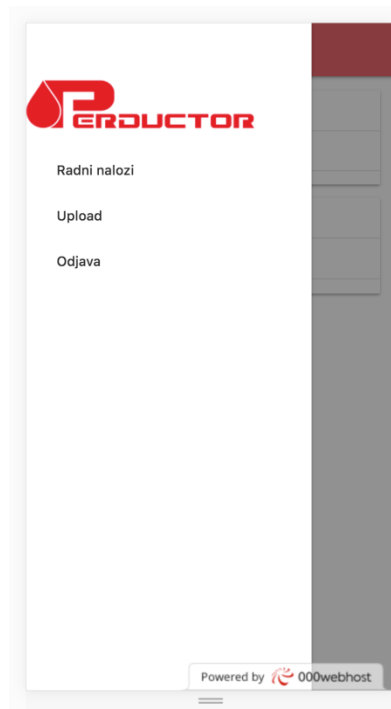 PERDUCTOR
Radni nalozi
Upload
Odjava
Powered by 000webhost